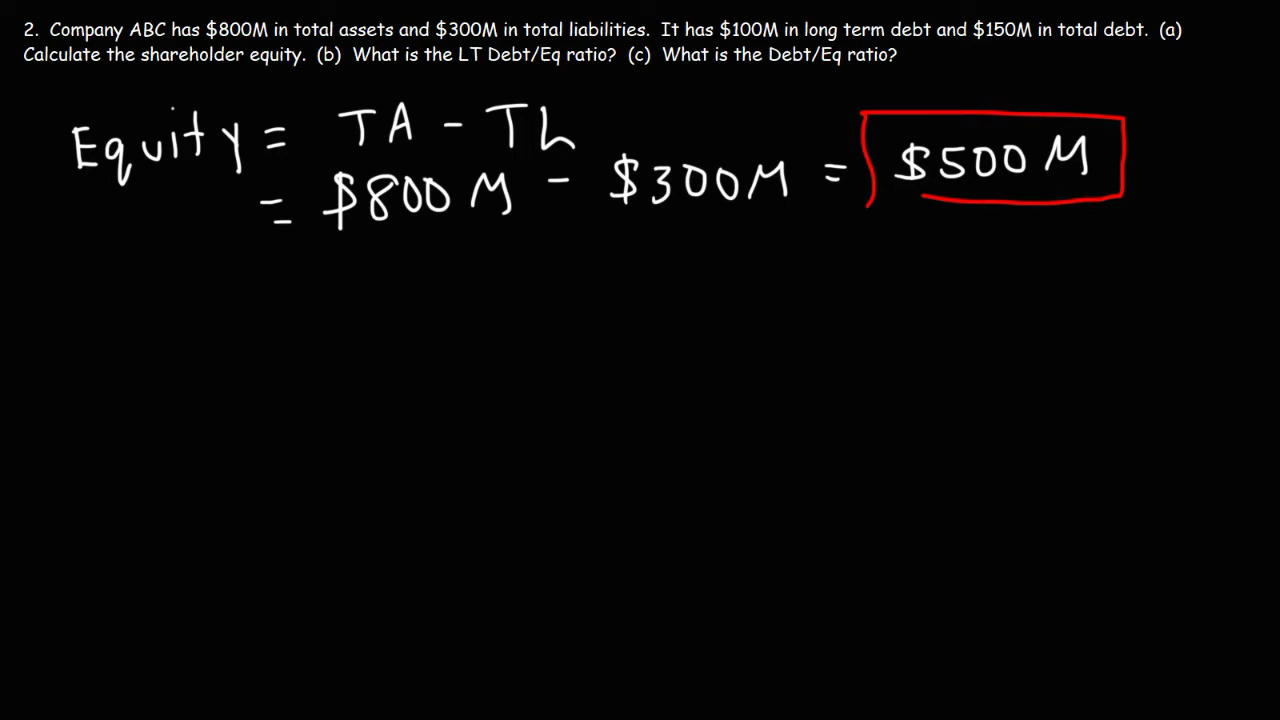 2. Company ABC has $800M in total assets and $300M in total liabilities. It has $100M in long term debt and $150M in total debt. (a)
Calculate the shareholder equity. (b) What is the LT Debt/Eq ratio? (c) What is the Debt/Eq ratio?
Equity = TA - TL
= $800M - $300M = $500M